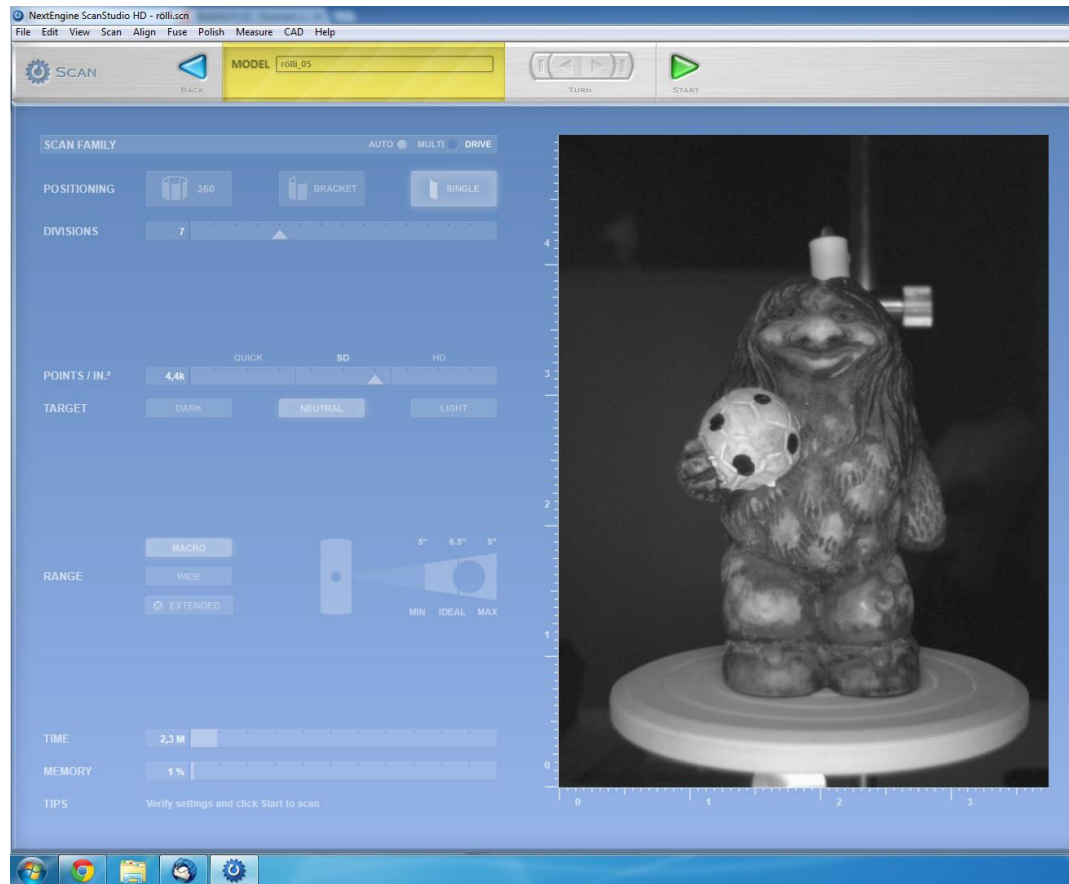 NextEngine ScanStudio HD - rölli.scn
File Edit View Scan Align Fuse Polish Measure CAD Help
SCAN
BACK
MODEL rölli_05
TURN
START
SCAN FAMILY AUTO MULTI DRIVE
POSITIONING 360 BRACKET SINGLE
DIVISIONS 7
QUICK SD HD
POINTS / IN.² 4,4k
TARGET DARK NEUTRAL LIGHT
RANGE
MACRO
WIDE
EXTENDED
5" 6.5" 9"
MIN IDEAL MAX
TIME 2,3 M
MEMORY 1 %
TIPS Verify settings and click Start to scan
4
3
2
1
0
0 1 2 3